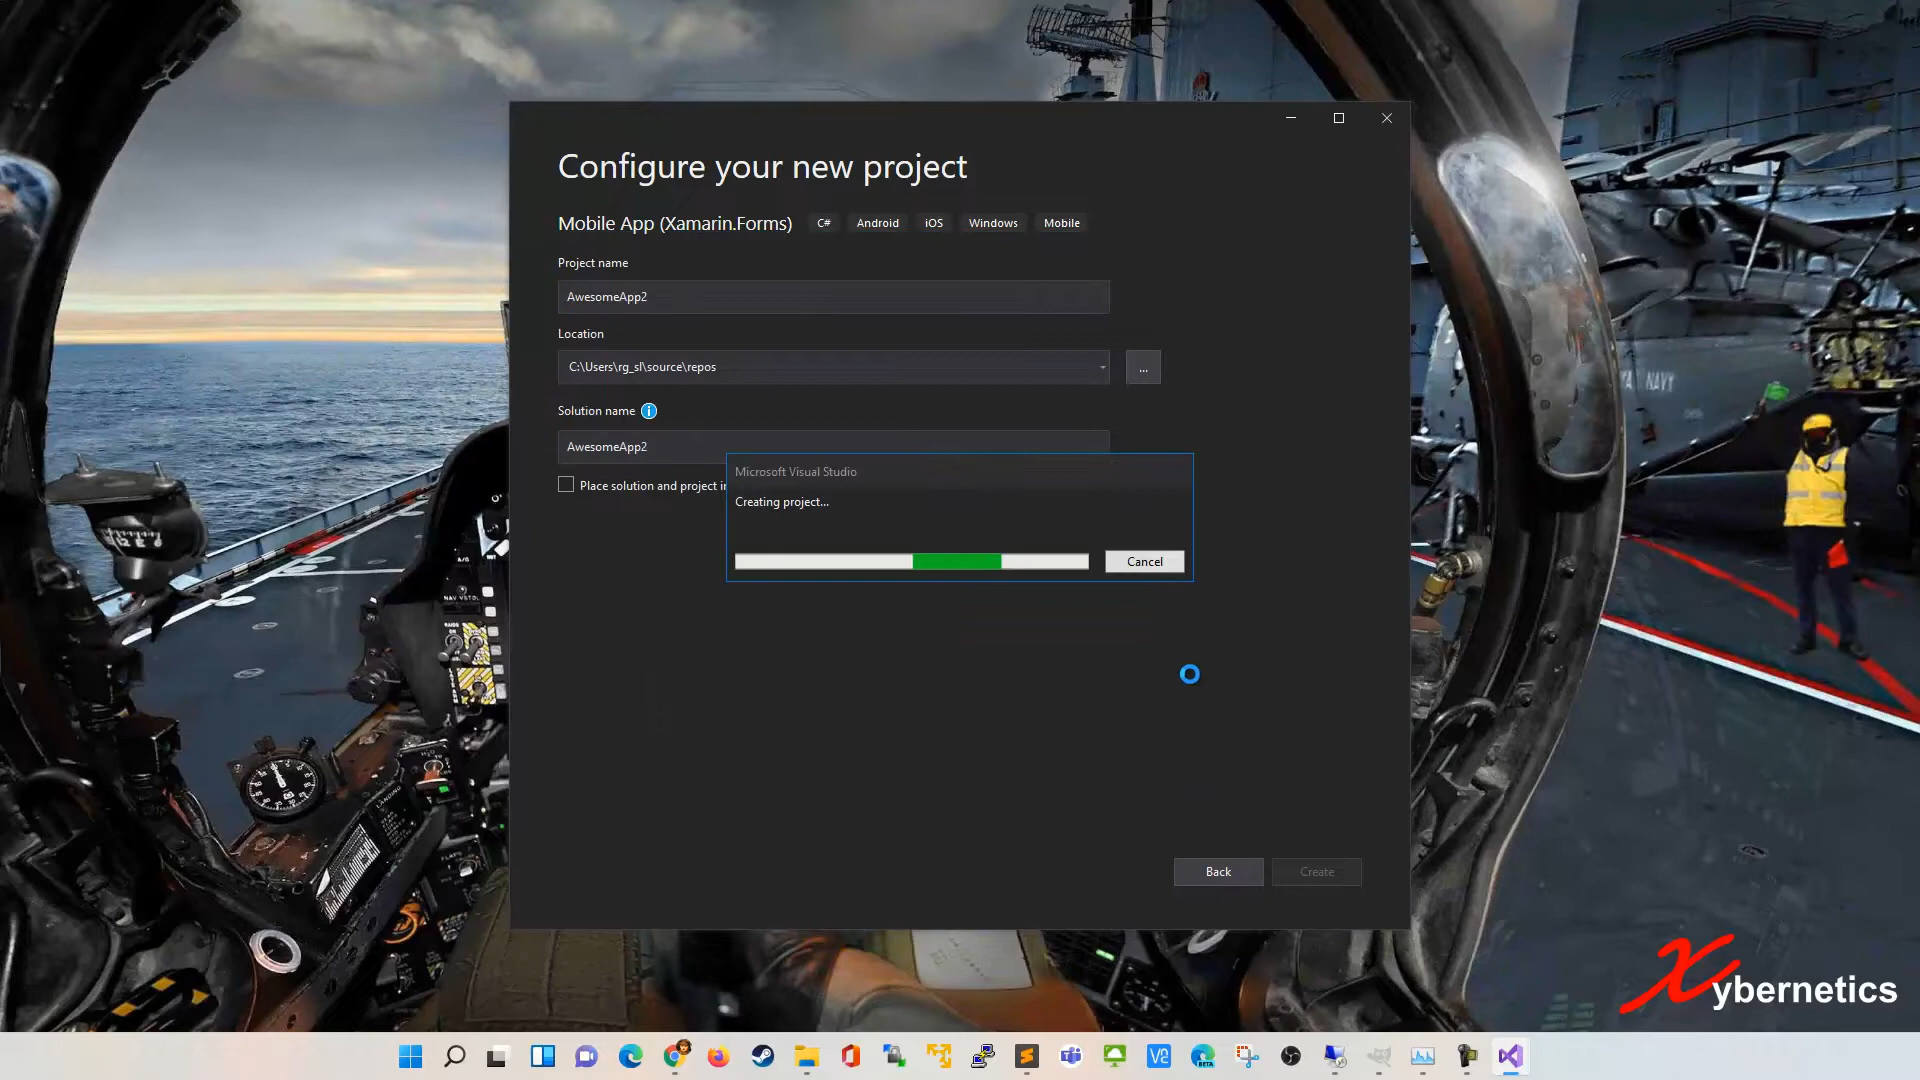 Configure your new project
Mobile App (Xamarin.Forms) C# Android iOS Windows Mobile
Project name
AwesomeApp2
Location
C:\Users\rg_sl\source\repos
...
Solution name
AwesomeApp2
Place solution and project
Microsoft Visual Studio
Creating project...
Cancel
Back Create
NAVY
Xybernetics